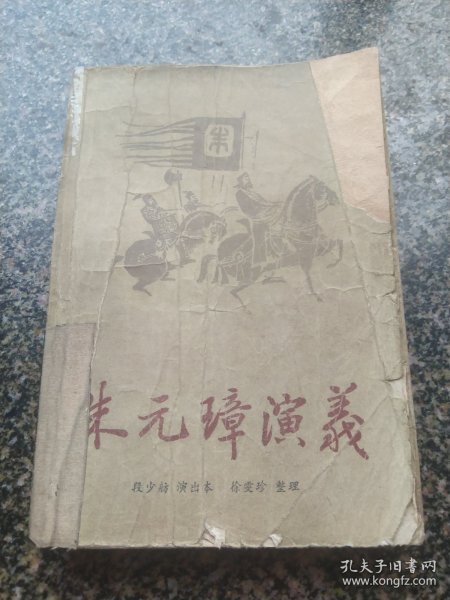 朱
朱元璋演義
段少舫 演出本 徐雯珍 整理
孔夫子旧书网
www.kongfz.com